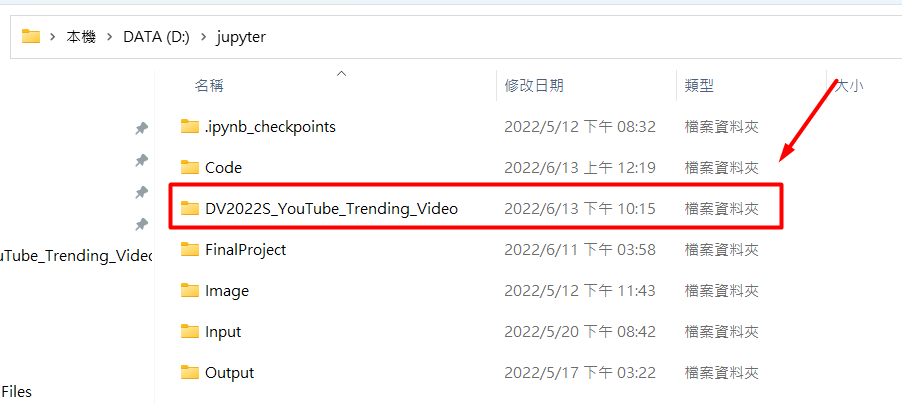 本機 > DATA (D:) > jupyter
名稱 修改日期 類型 大小
.ipynb_checkpoints 2022/5/12 下午 08:32 檔案資料夾
Code 2022/6/13 上午 12:19 檔案資料夾
DV2022S_YouTube_Trending_Video 2022/6/13 下午 10:15 檔案資料夾
uTube_Trending_Video
FinalProject 2022/6/11 下午 03:58 檔案資料夾
Image 2022/5/12 下午 11:43 檔案資料夾
Input 2022/5/20 下午 08:42 檔案資料夾
Output 2022/5/17 下午 03:22 檔案資料夾
Files